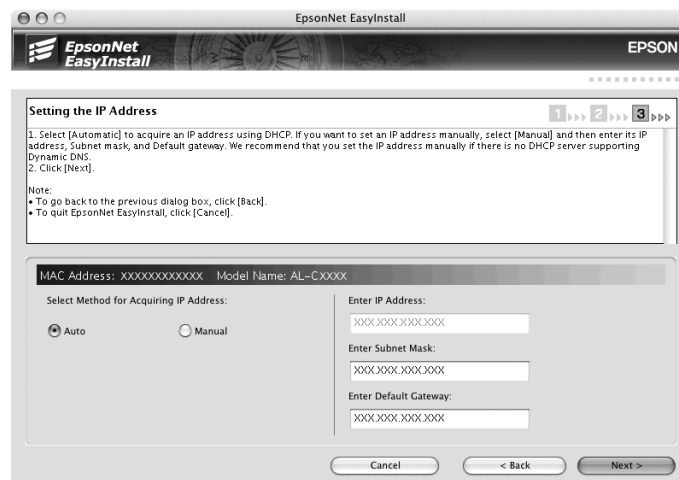 EpsonNet EasyInstall
EpsonNet
EasyInstall
EPSON
Setting the IP Address
1 2 3
1. Select [Automatic] to acquire an IP address using DHCP. If you want to set an IP address manually, select [Manual] and then enter its IP
address, Subnet mask, and Default gateway. We recommend that you set the IP address manually if there is no DHCP server supporting
Dynamic DNS.
2. Click [Next].
Note:
• To go back to the previous dialog box, click [Back].
• To quit EpsonNet EasyInstall, click [Cancel].
MAC Address: XXXXXXXXXXXX Model Name: AL-CXXXX
Select Method for Acquiring IP Address:
Auto
Manual
Enter IP Address:
XXX.XXX.XXX.XXX
Enter Subnet Mask:
XXX.XXX.XXX.XXX
Enter Default Gateway:
XXX.XXX.XXX.XXX
Cancel
< Back
Next >